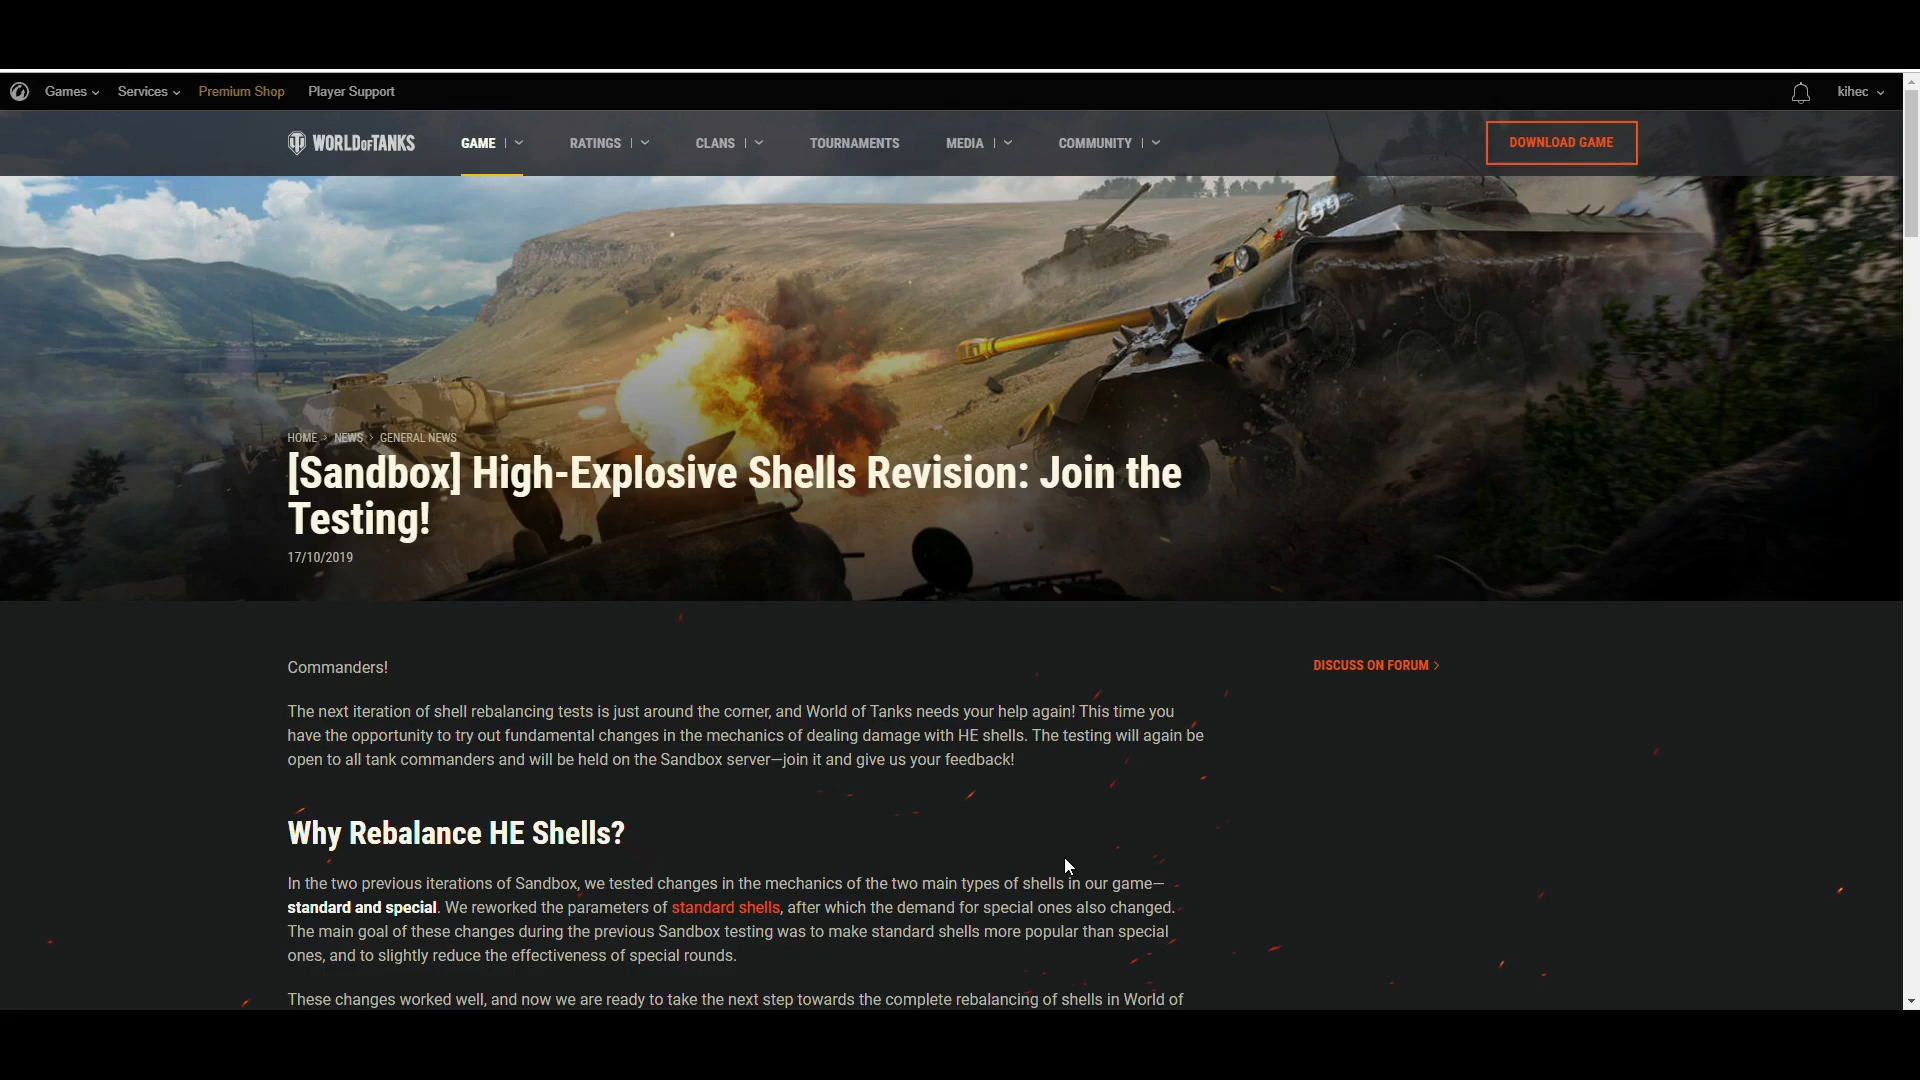 Games
Services
Premium Shop
Player Support
kihec
WORLD OF TANKS
GAME
RATINGS
CLANS
TOURNAMENTS
MEDIA
COMMUNITY
DOWNLOAD GAME
299
HOME > NEWS > GENERAL NEWS
[Sandbox] High-Explosive Shells Revision: Join the
Testing!
17/10/2019
Commanders!
DISCUSS ON FORUM >
The next iteration of shell rebalancing tests is just around the corner, and World of Tanks needs your help again! This time you
have the opportunity to try out fundamental changes in the mechanics of dealing damage with HE shells. The testing will again be
open to all tank commanders and will be held on the Sandbox server—join it and give us your feedback!
Why Rebalance HE Shells?
In the two previous iterations of Sandbox, we tested changes in the mechanics of the two main types of shells in our game—
standard and special. We reworked the parameters of standard shells, after which the demand for special ones also changed.
The main goal of these changes during the previous Sandbox testing was to make standard shells more popular than special
ones, and to slightly reduce the effectiveness of special rounds.
These changes worked well, and now we are ready to take the next step towards the complete rebalancing of shells in World of